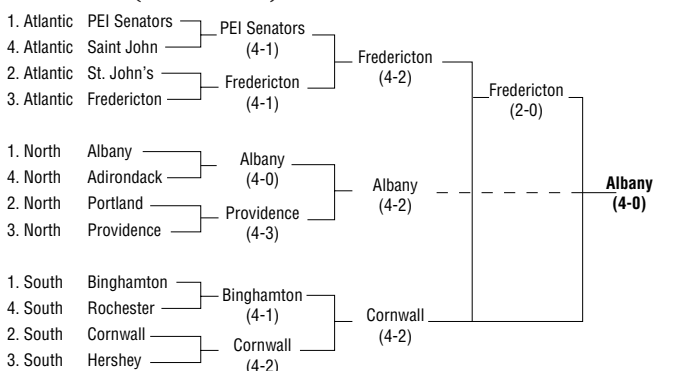 1. Atlantic PEI Senators
4. Atlantic Saint John
2. Atlantic St. John's
3. Atlantic Fredericton
PEI Senators
(4-1)
Fredericton
(4-1)
Fredericton
(4-2)
Fredericton
(2-0)
1. North Albany
4. North Adirondack
2. North Portland
3. North Providence
Albany
(4-0)
Providence
(4-3)
Albany
(4-2)
Albany
(4-0)
1. South Binghamton
4. South Rochester
2. South Cornwall
3. South Hershey
Binghamton
(4-1)
Cornwall
(4-2)
Cornwall
(4-2)